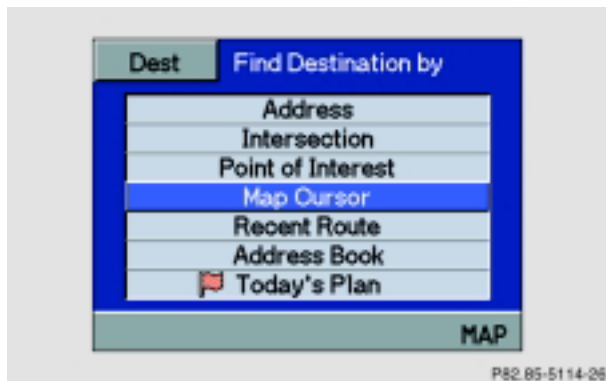 Dest Find Destination by
Address
Intersection
Point of Interest
Map Cursor
Recent Route
Address Book
Today's Plan
MAP
P82.85-5114-26